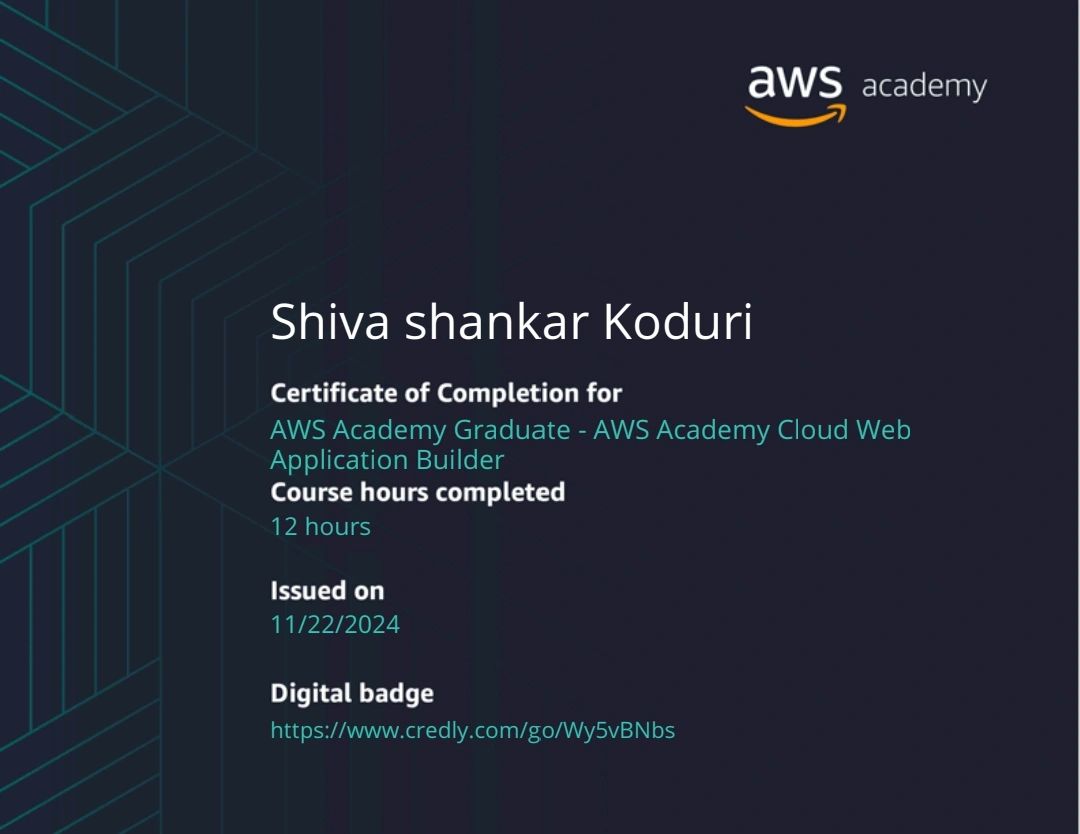 aws academy
Shiva shankar Koduri
Certificate of Completion for
AWS Academy Graduate - AWS Academy Cloud Web
Application Builder
Course hours completed
12 hours
Issued on
11/22/2024
Digital badge
https://www.credly.com/go/Wy5vBNbs